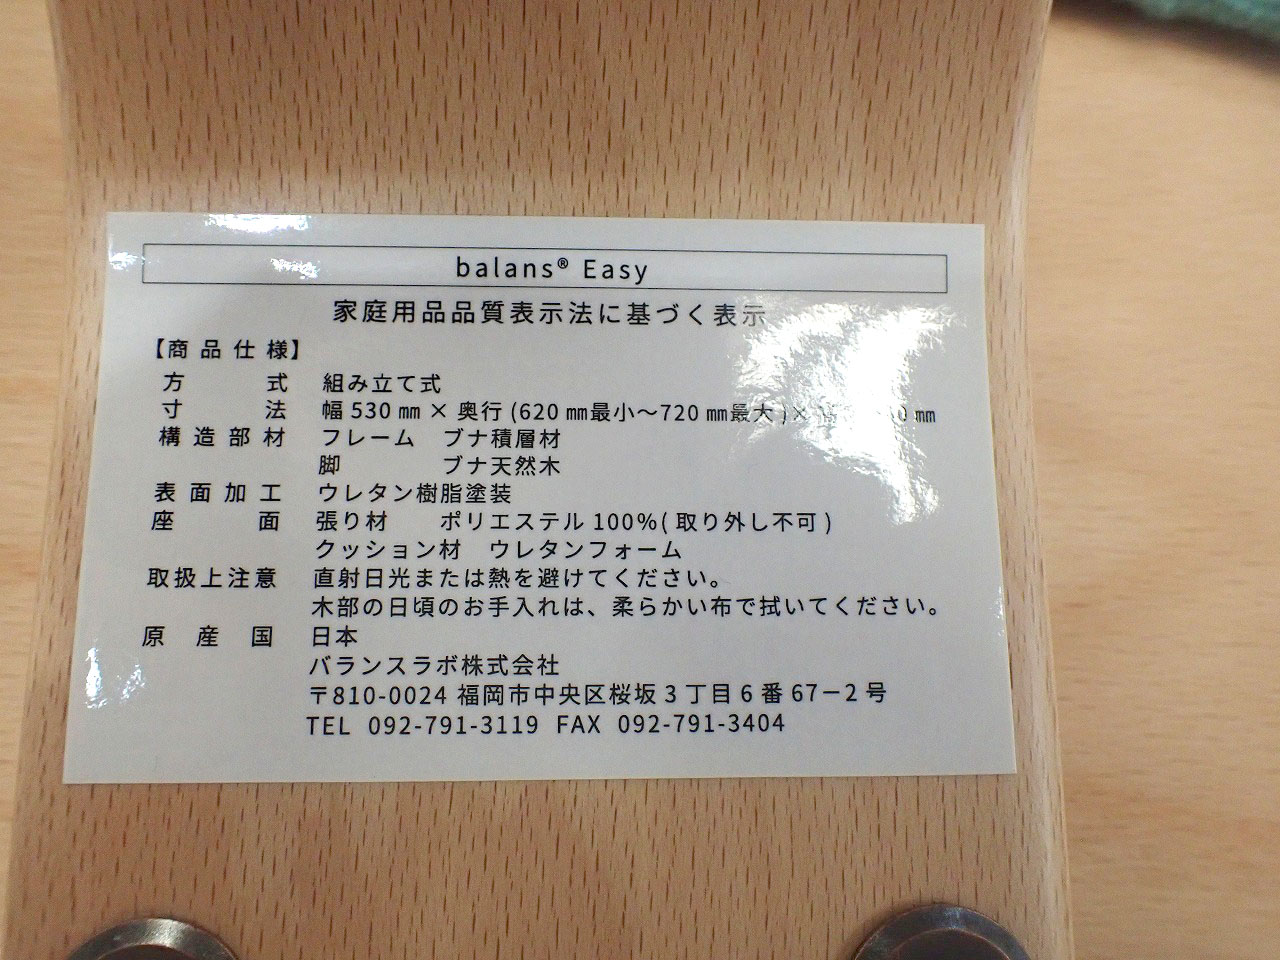 balans® Easy
家庭用品品質表示法に基づく表示
【商品仕様】
方式 組み立て式
寸法 幅 530 ㎜ × 奥行 (620 ㎜最小～720 ㎜最大 )× ㎜
構造部材 フレーム ブナ積層材
脚 ブナ天然木
表面加工 ウレタン樹脂塗装
座面 張り材 ポリエステル 100%( 取り外し不可 )
クッション材 ウレタンフォーム
取扱上注意 直射日光または熱を避けてください。
木部の日頃のお手入れは、柔らかい布で拭いてください。
原産国 日本
バランスラボ株式会社
〒810-0024 福岡市中央区桜坂 3 丁目 6 番 67－2 号
TEL 092-791-3119 FAX 092-791-3404